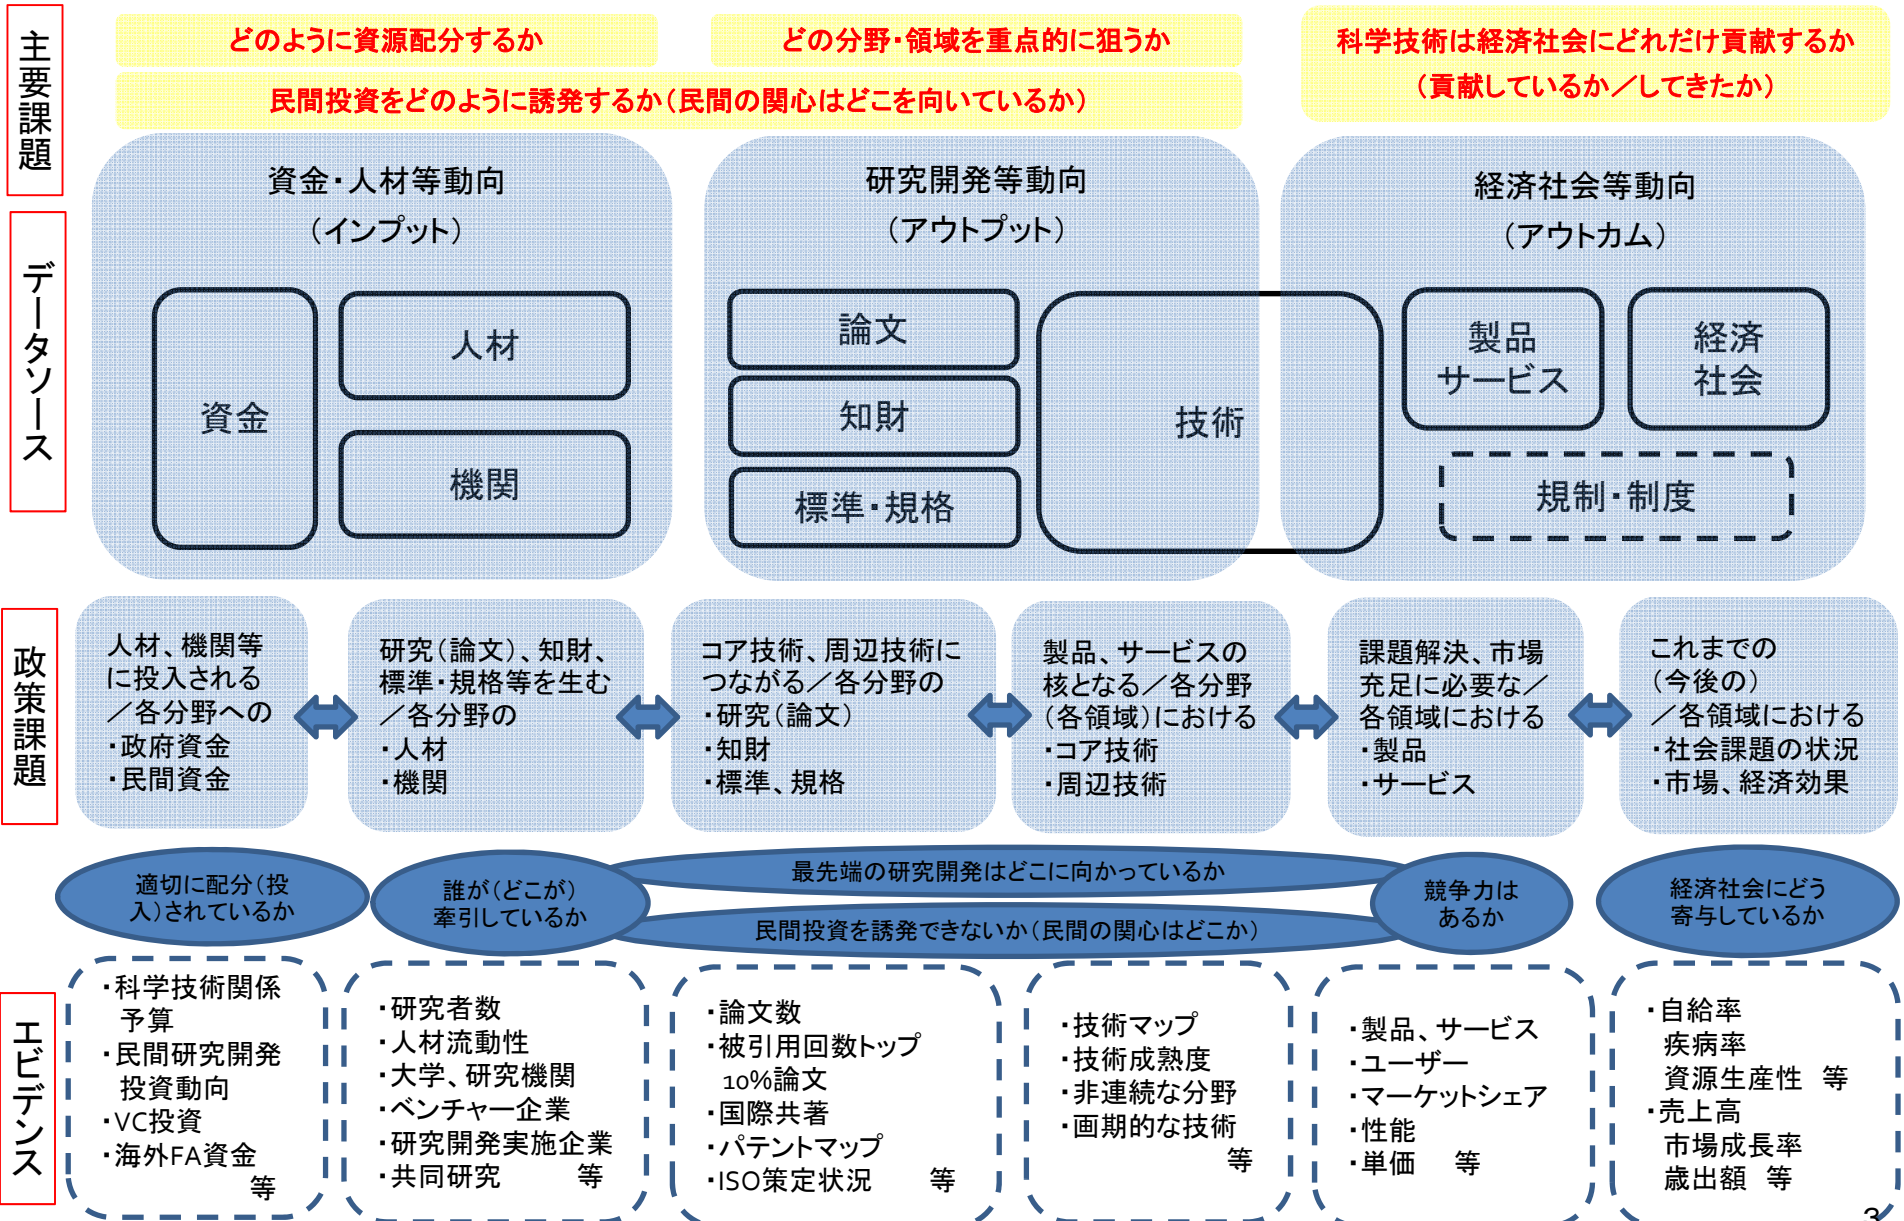 主要課題
どのように資源配分するか
どの分野・領域を重点的に狙うか
民間投資をどのように誘発するか（民間の関心はどこを向いているか）
科学技術は経済社会にどれだけ貢献するか
（貢献しているか／してきたか）
データソース
資金・人材等動向
（インプット）
資金
人材
機関
研究開発等動向
（アウトプット）
論文
知財
標準・規格
技術
経済社会等動向
（アウトカム）
製品
サービス
経済
社会
規制・制度
政策課題
人材、機関等
に投入される
／各分野への
・政府資金
・民間資金
研究（論文）、知財、
標準・規格等を生む
／各分野の
・人材
・機関
コア技術、周辺技術に
つながる／各分野の
・研究（論文）
・知財
・標準、規格
製品、サービスの
核となる／各分野
（各領域）における
・コア技術
・周辺技術
課題解決、市場
充足に必要な／
各領域における
・製品
・サービス
これまでの
（今後の）
／各領域における
・社会課題の状況
・市場、経済効果
適切に配分（投
入）されているか
誰が（どこが）
牽引しているか
最先端の研究開発はどこに向かっているか
民間投資を誘発できないか（民間の関心はどこか）
競争力は
あるか
経済社会にどう
寄与しているか
エビデンス
・科学技術関係
予算
・民間研究開発
投資動向
・VC投資
・海外FA資金
等
・研究者数
・人材流動性
・大学、研究機関
・ベンチャー企業
・研究開発実施企業
・共同研究 等
・論文数
・被引用回数トップ
10%論文
・国際共著
・パテントマップ
・ISO策定状況 等
・技術マップ
・技術成熟度
・非連続な分野
・画期的な技術
等
・製品、サービス
・ユーザー
・マーケットシェア
・性能
・単価 等
・自給率
疾病率
資源生産性 等
・売上高
市場成長率
歳出額 等
3